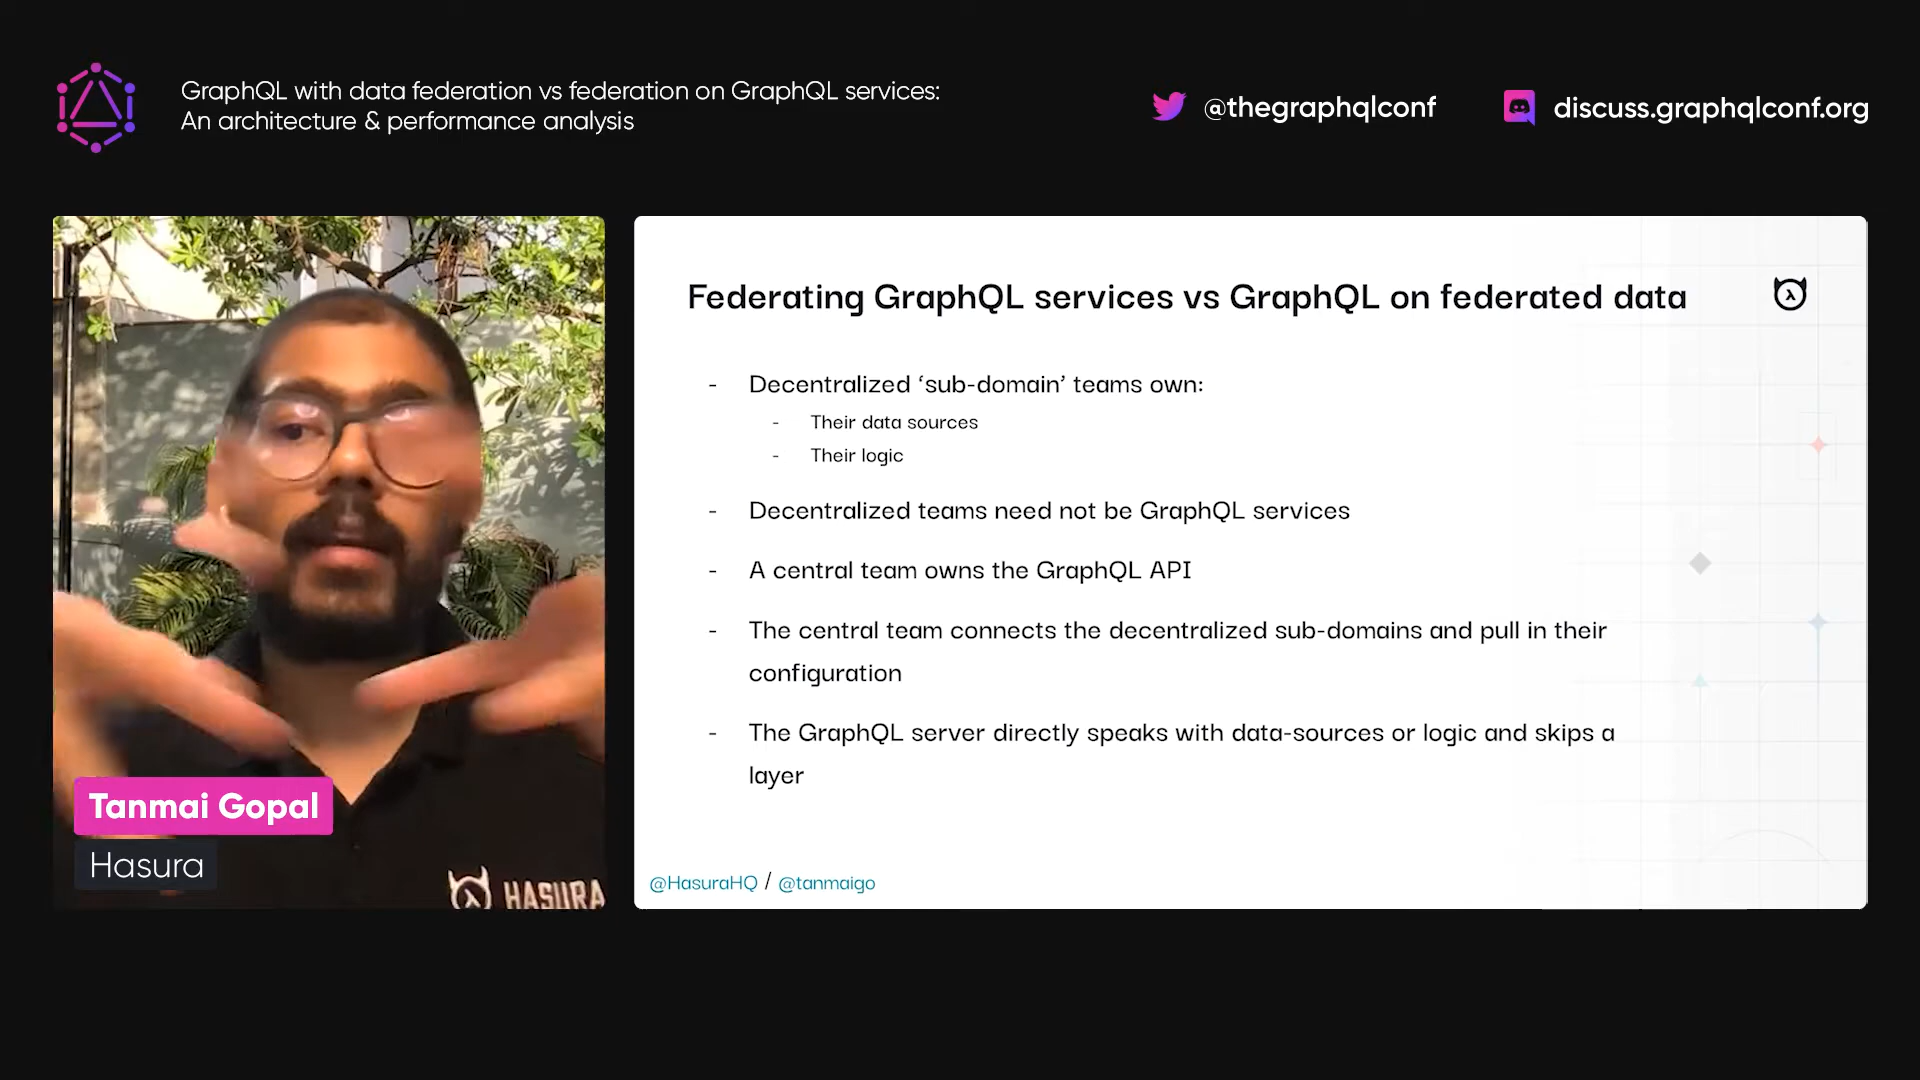 GraphQL with data federation vs federation on GraphQL services:
An architecture & performance analysis
@thegraphqlconf
discuss.graphqlconf.org
Tanmai Gopal
Hasura
HASURA
Federating GraphQL services vs GraphQL on federated data
- Decentralized ‘sub-domain’ teams own:
- Their data sources
- Their logic
- Decentralized teams need not be GraphQL services
- A central team owns the GraphQL API
- The central team connects the decentralized sub-domains and pull in their
configuration
- The GraphQL server directly speaks with data-sources or logic and skips a
layer
@HasuraHQ / @tanmaigo